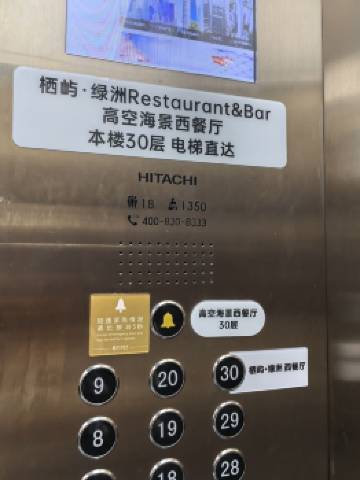 栖屿·绿洲Restaurant&Bar
高空海景西餐厅
本楼30层 电梯直达
HITACHI
18 1350
高空海景西餐厅
30层
9 20 30 栖屿·绿洲 西餐厅
8 19 29
18 28